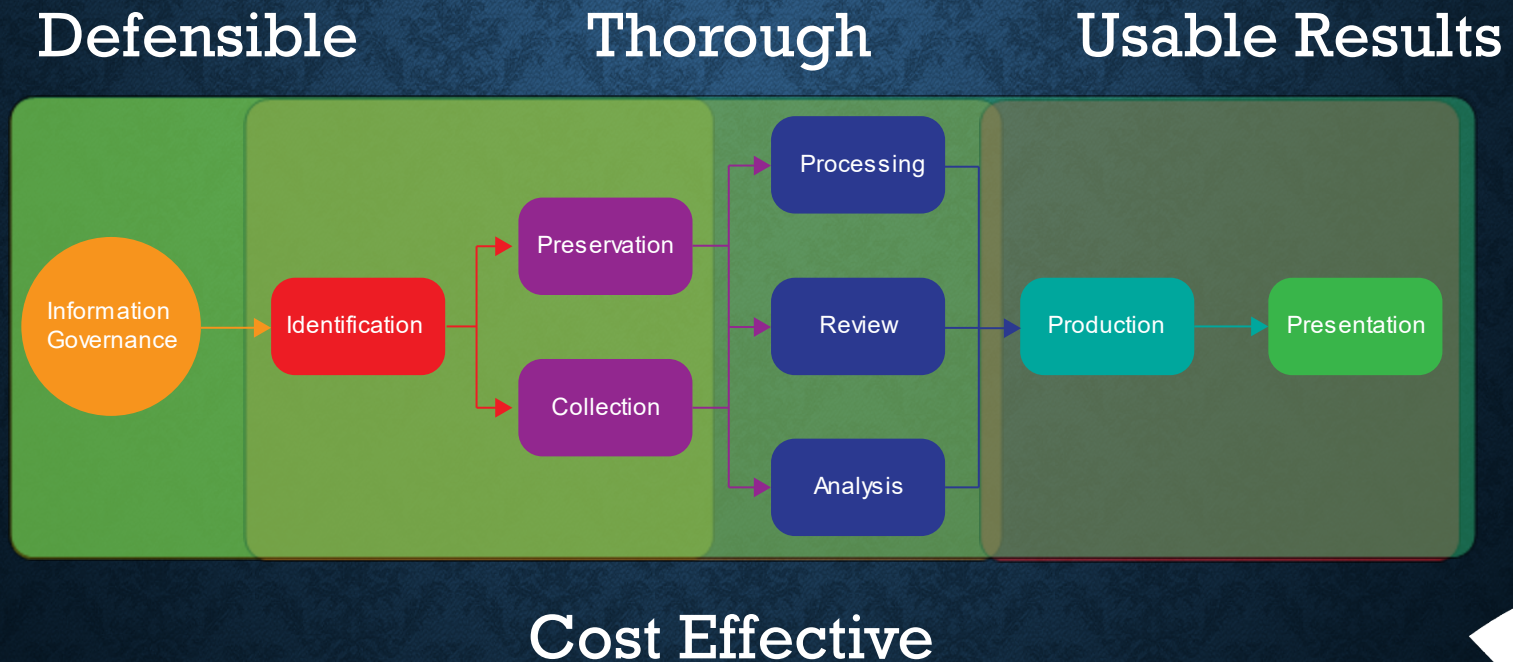 Defensible
Thorough
Usable Results
Information
Governance
Identification
Preservation
Collection
Processing
Review
Analysis
Production
Presentation
Cost Effective